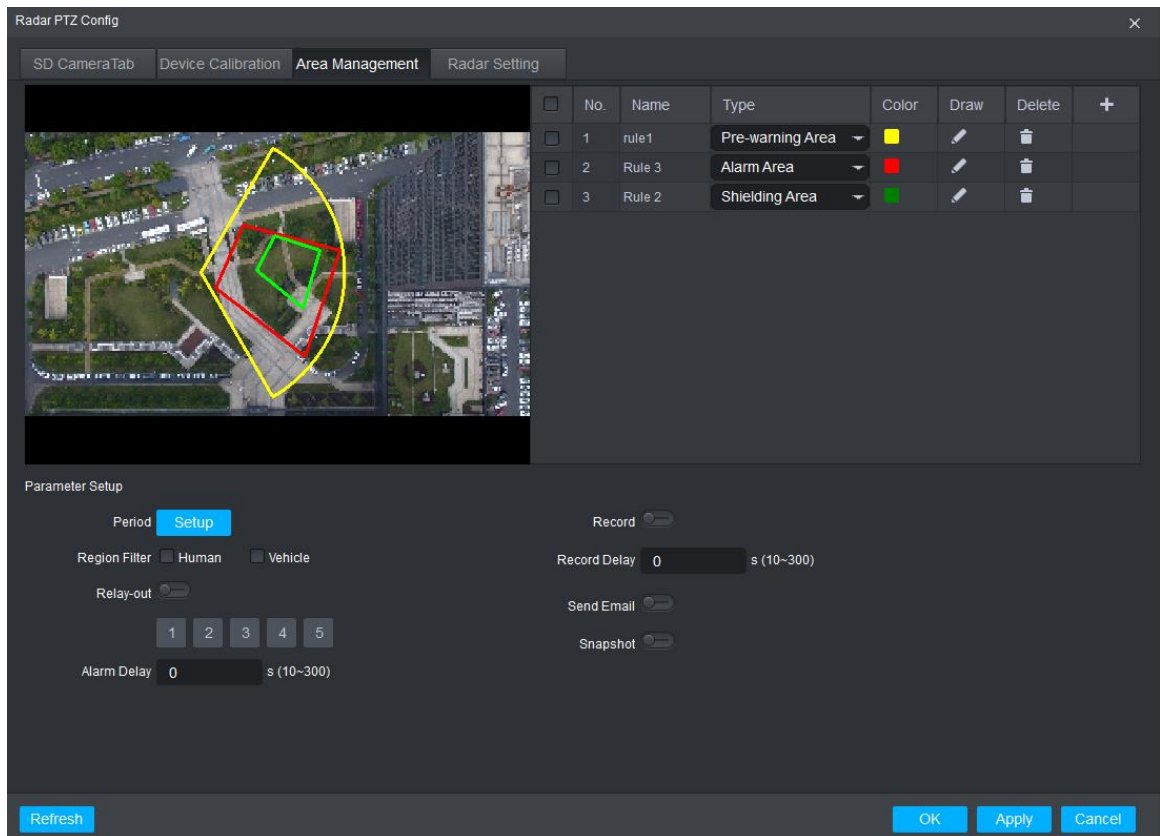 Radar PTZ Config
SD CameraTab Device Calibration Area Management Radar Setting
No. Name Type Color Draw Delete +
1 rule1 Pre-warning Area
2 Rule 3 Alarm Area
3 Rule 2 Shielding Area
Parameter Setup
Period Setup
Record
Region Filter Human Vehicle
Record Delay 0 s (10~300)
Relay-out
Send Email
1 2 3 4 5
Snapshot
Alarm Delay 0 s (10~300)
Refresh OK Apply Cancel